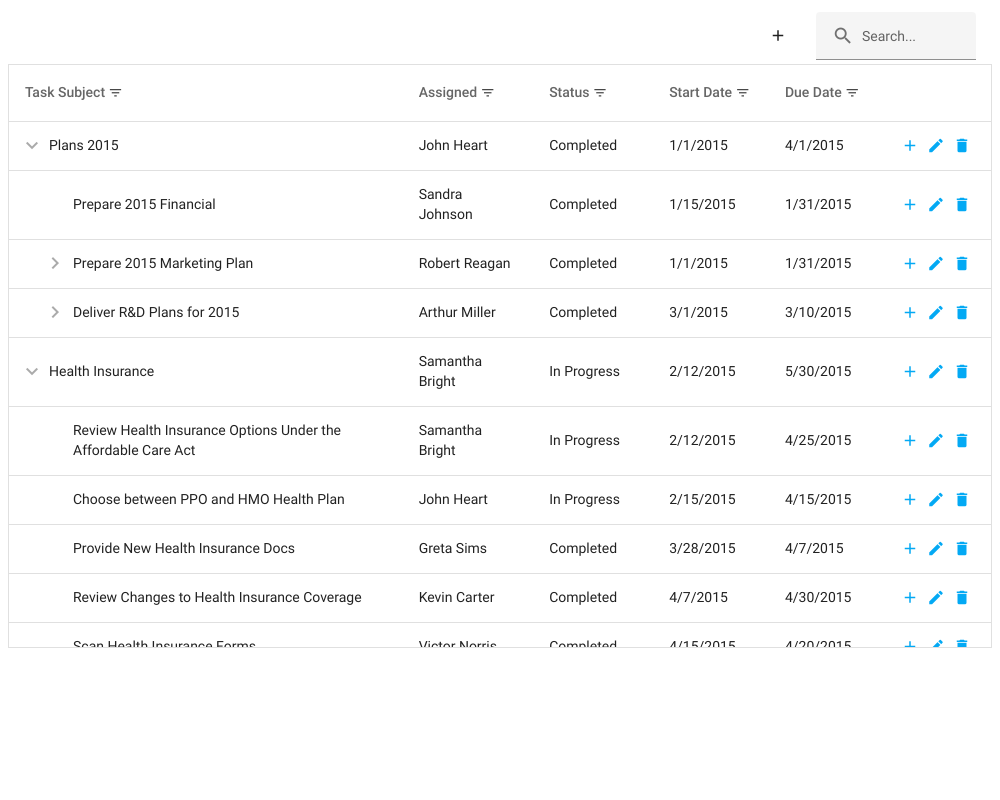 Search...
Task Subject Assigned Status Start Date Due Date
Plans 2015 John Heart Completed 1/1/2015 4/1/2015
Prepare 2015 Financial Sandra Johnson Completed 1/15/2015 1/31/2015
Prepare 2015 Marketing Plan Robert Reagan Completed 1/1/2015 1/31/2015
Deliver R&D Plans for 2015 Arthur Miller Completed 3/1/2015 3/10/2015
Health Insurance Samantha Bright In Progress 2/12/2015 5/30/2015
Review Health Insurance Options Under the
Affordable Care Act Samantha Bright In Progress 2/12/2015 4/25/2015
Choose between PPO and HMO Health Plan John Heart In Progress 2/15/2015 4/15/2015
Provide New Health Insurance Docs Greta Sims Completed 3/28/2015 4/7/2015
Review Changes to Health Insurance Coverage Kevin Carter Completed 4/7/2015 4/30/2015
Scan Health Insurance Forms Victor Norris Completed 4/15/2015 4/20/2015